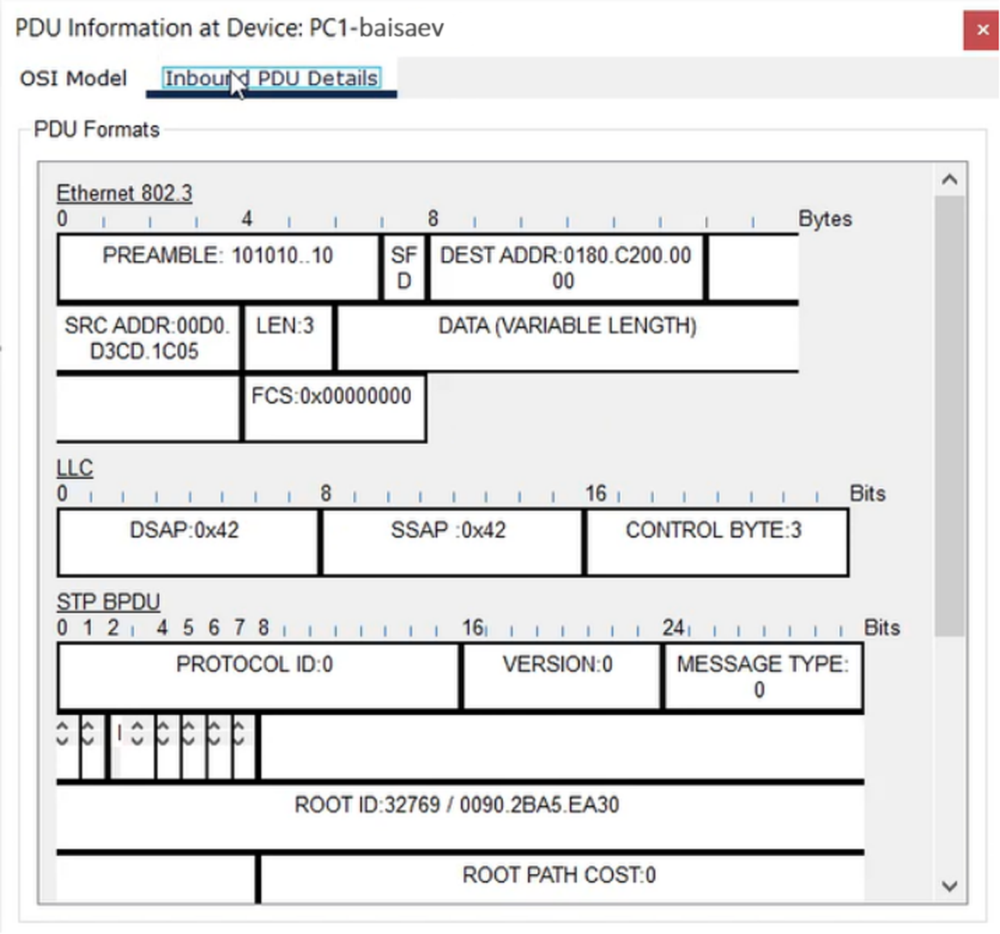 PDU Information at Device: PC1-baisaev
OSI Model
Inbound PDU Details
PDU Formats
Ethernet 802.3
0 4 8 Bytes
PREAMBLE: 101010..10
SF
D
DEST ADDR:0180.C200.00
00
SRC ADDR:00D0.
D3CD.1C05
LEN:3
DATA (VARIABLE LENGTH)
FCS:0x00000000
LLC
0 8 16 Bits
DSAP:0x42
SSAP :0x42
CONTROL BYTE:3
STP BPDU
0 1 2 4 5 6 7 8 16 24 Bits
PROTOCOL ID:0
VERSION:0
MESSAGE TYPE:
0
ROOT ID:32769 / 0090.2BA5.EA30
ROOT PATH COST:0